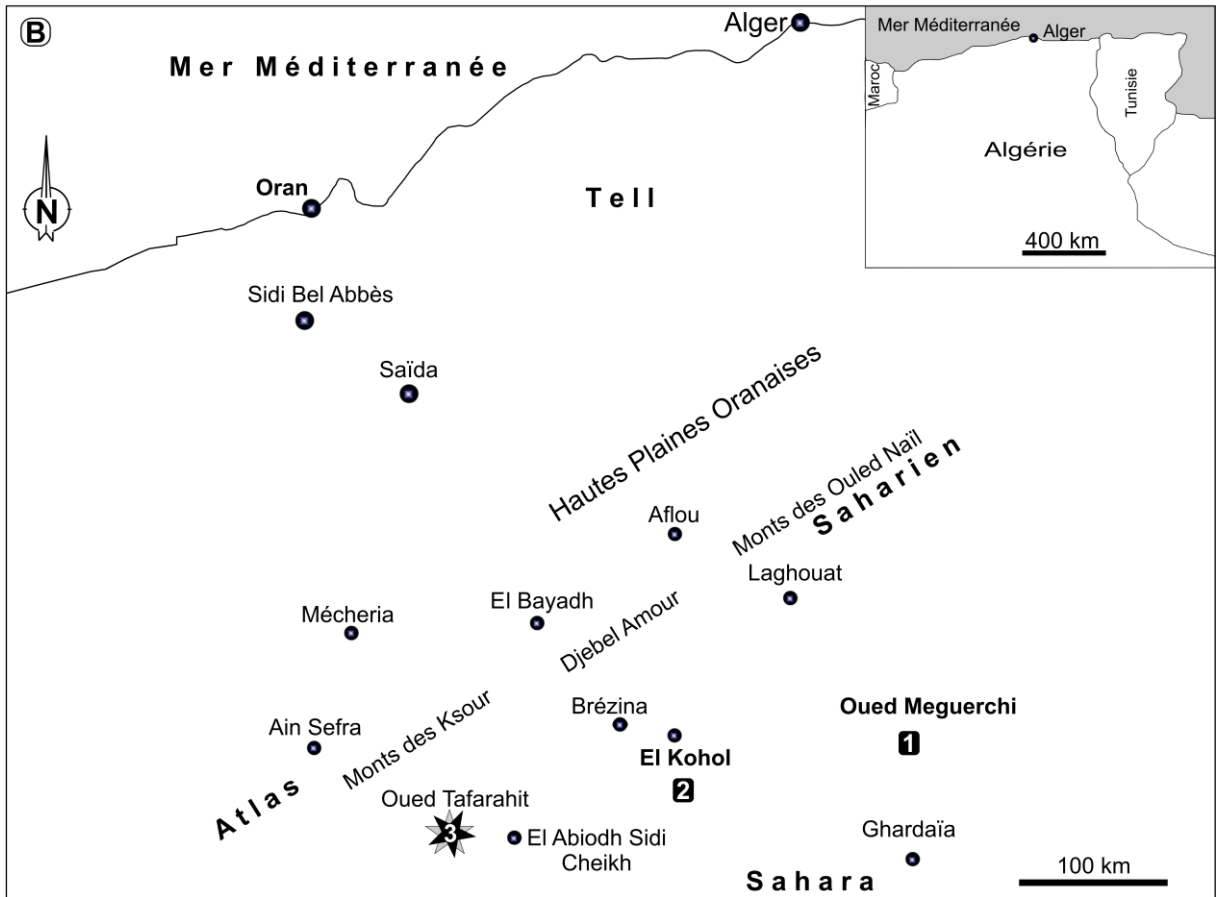 B
Mer Méditerranée
Alger
Oran
Tell
N
Sidi Bel Abbès
Saïda
Hautes Plaines Oranaises
Aflou
Monts des Ouled Naïl
Saharien
Laghouat
El Bayadh
Djebel Amour
Mécheria
Brézina
Oued Meguerchi
1
El Kohol
2
Ain Sefra
Monts des Ksour
Atlas
Oued Tafarahit
3
El Abiodh Sidi
Cheikh
Ghardaïa
Sahara
100 km
Mer Méditerranée
Alger
Maroc
Tunisie
Algérie
400 km